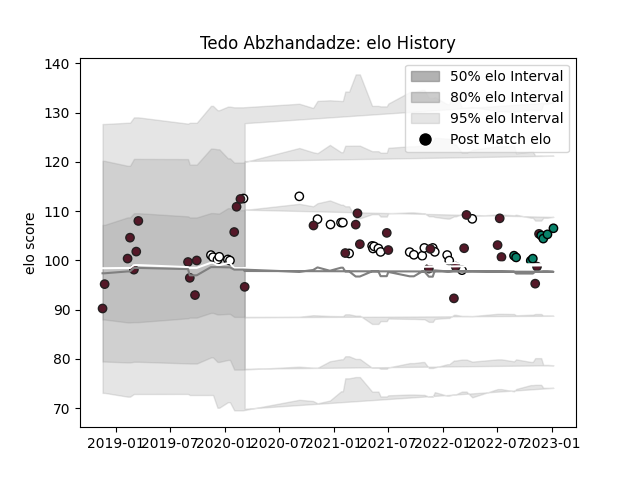 Tedo Abzhandadze: elo History
140
130
120
110
100
90
80
70
elo score
50% elo Interval
80% elo Interval
95% elo Interval
Post Match elo
2019-01
2019-07
2020-01
2020-07
2021-01
2021-07
2022-01
2022-07
2023-01